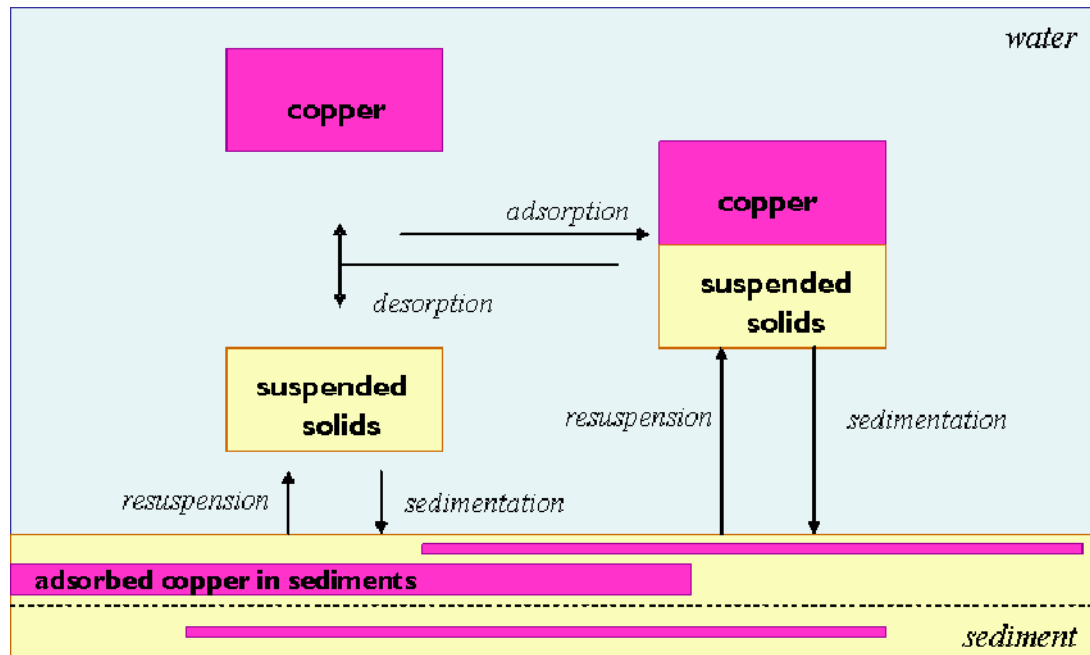 water
copper
copper
adsorption
suspended
solids
desorption
suspended
solids
resuspension
sedimentation
resuspension
sedimentation
adsorbed copper in sediments
sediment